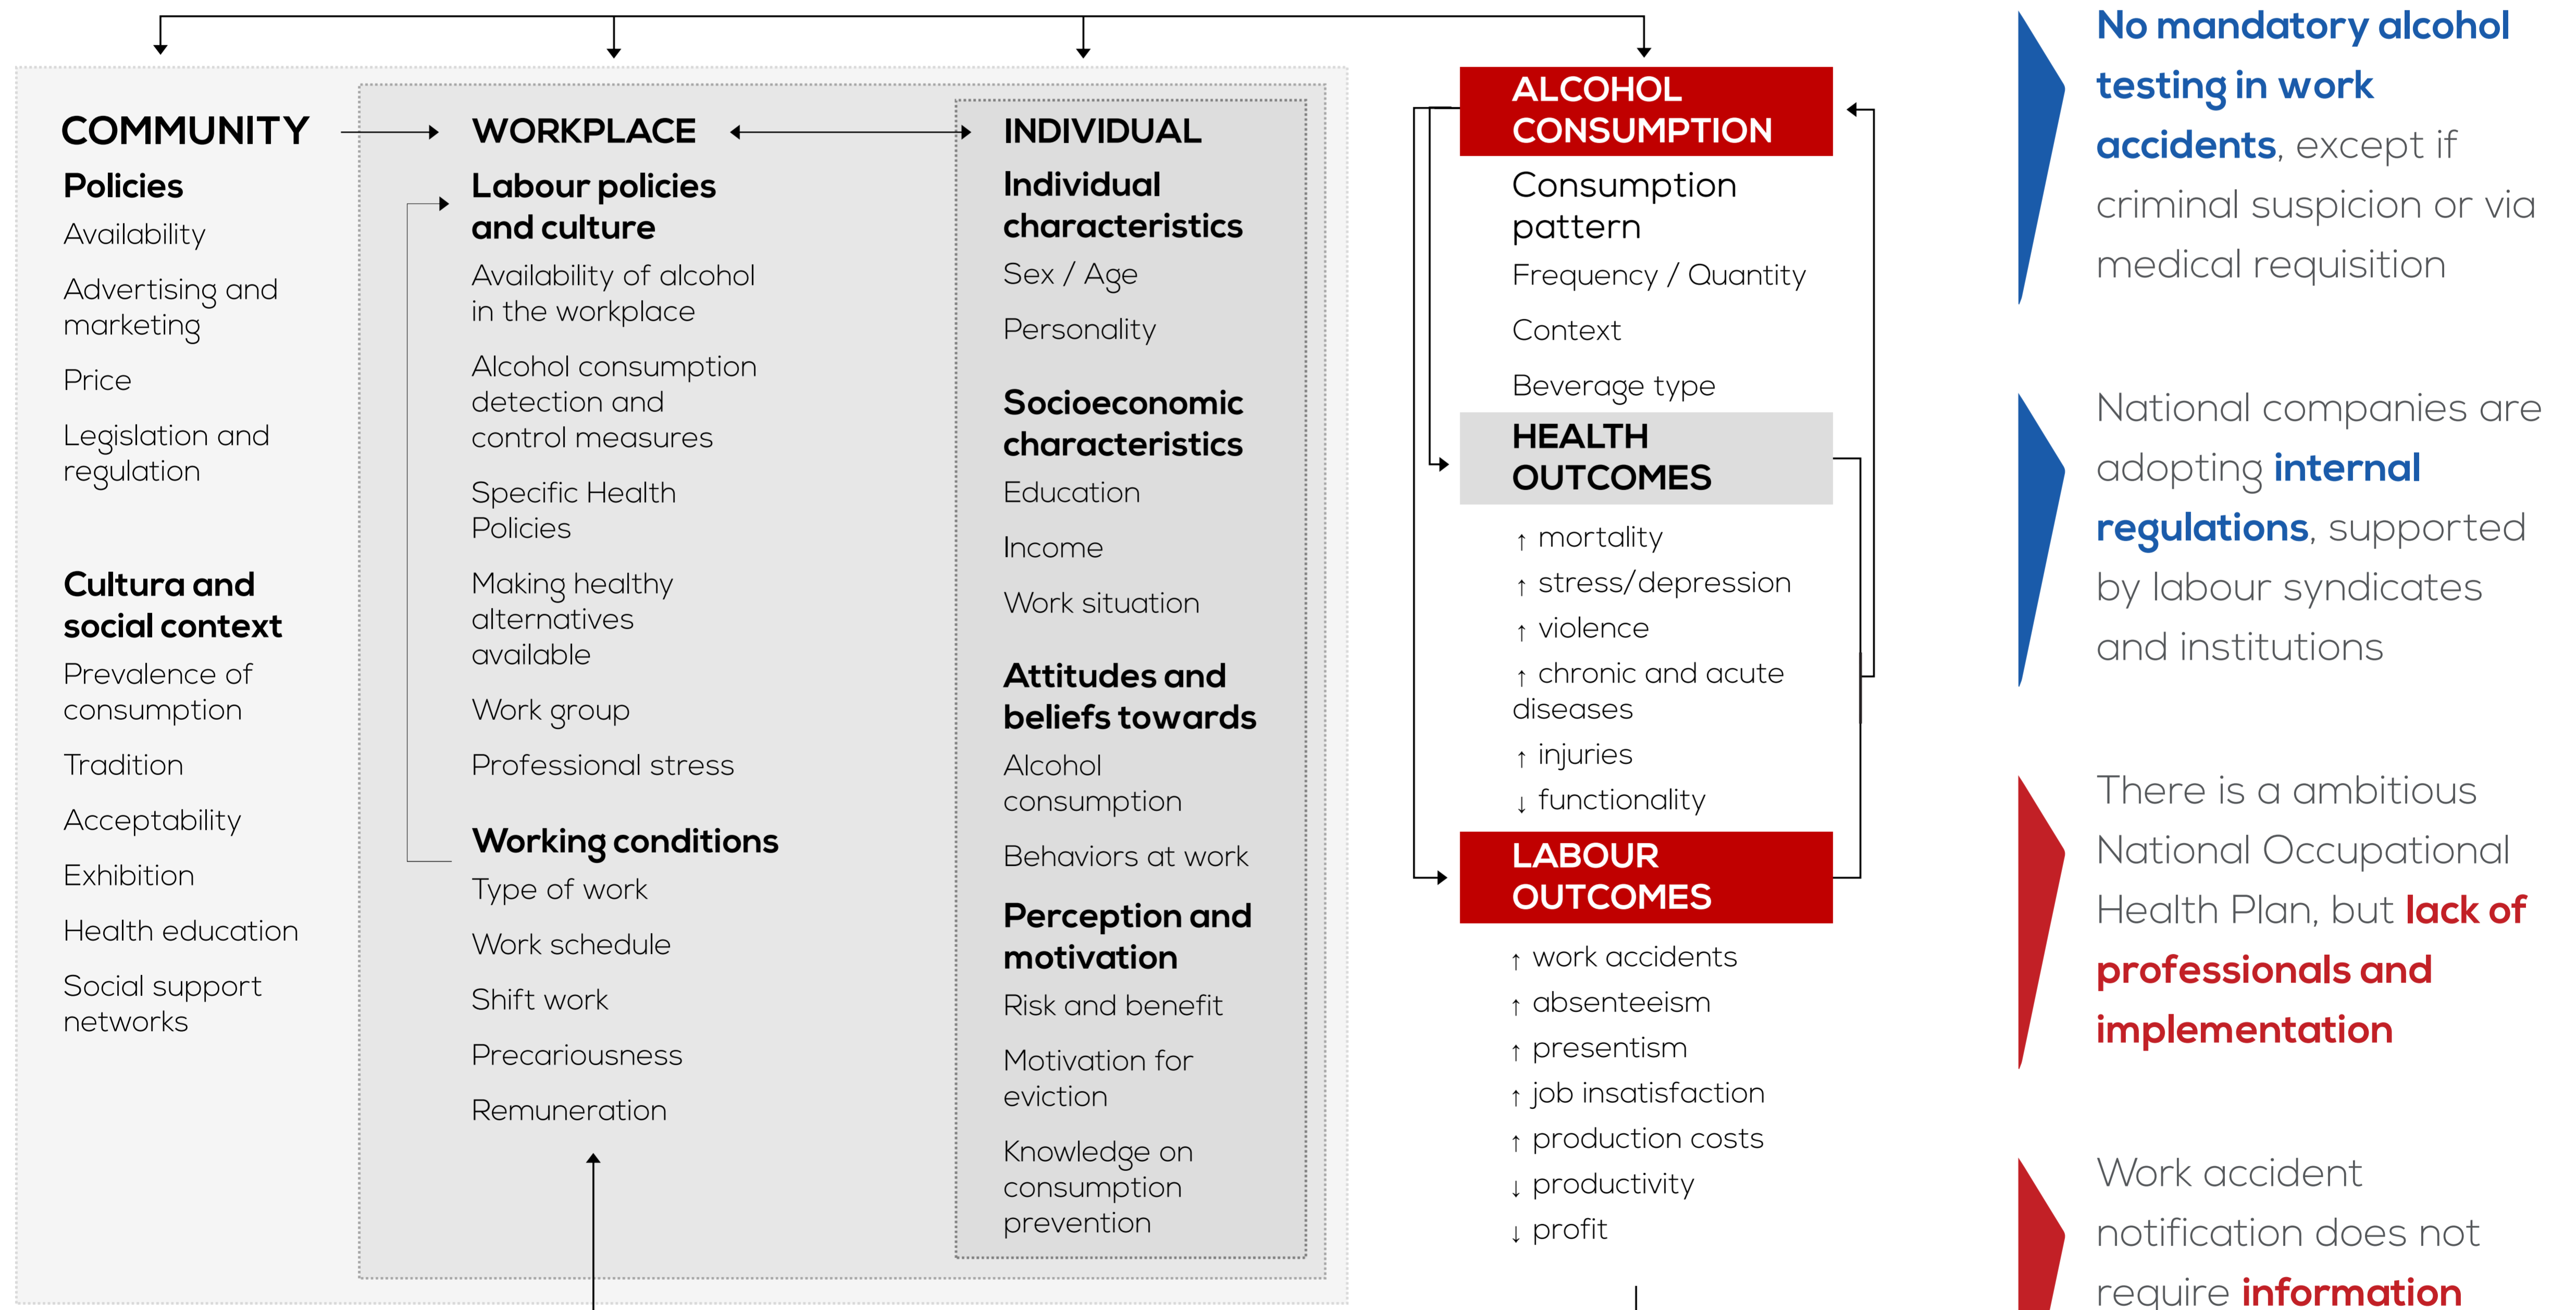 COMMUNITY
Policies
Availability
Advertising and
marketing
Price
Legislation and
regulation
Cultura and
social context
Prevalence of
consumption
Tradition
Acceptability
Exhibition
Health education
Social support
networks
WORKPLACE
Labour policies
and culture
Availability of alcohol
in the workplace
Alcohol consumption
detection and
control measures
Specific Health
Policies
Making healthy
alternatives
available
Work group
Professional stress
Working conditions
Type of work
Work schedule
Shift work
Precariousness
Remuneration
INDIVIDUAL
Individual
characteristics
Sex / Age
Personality
Socioeconomic
characteristics
Education
Income
Work situation
Attitudes and
beliefs towards
Alcohol
consumption
Behaviors at work
Perception and
motivation
Risk and benefit
Motivation for
eviction
Knowledge on
consumption
prevention
ALCOHOL
CONSUMPTION
Consumption
pattern
Frequency / Quantity
Context
Beverage type
HEALTH
OUTCOMES
↑ mortality
↑ stress/depression
↑ violence
↑ chronic and acute
diseases
↑ injuries
↓ functionality
LABOUR
OUTCOMES
↑ work accidents
↑ absenteeism
↑ presentism
↑ job insatisfaction
↑ production costs
↓ productivity
↓ profit
No mandatory alcohol
testing in work
accidents, except if
criminal suspicion or via
medical requisition
National companies are
adopting internal
regulations, supported
by labour syndicates
and institutions
There is a ambitious
National Occupational
Health Plan, but lack of
professionals and
implementation
Work accident
notification does not
require information